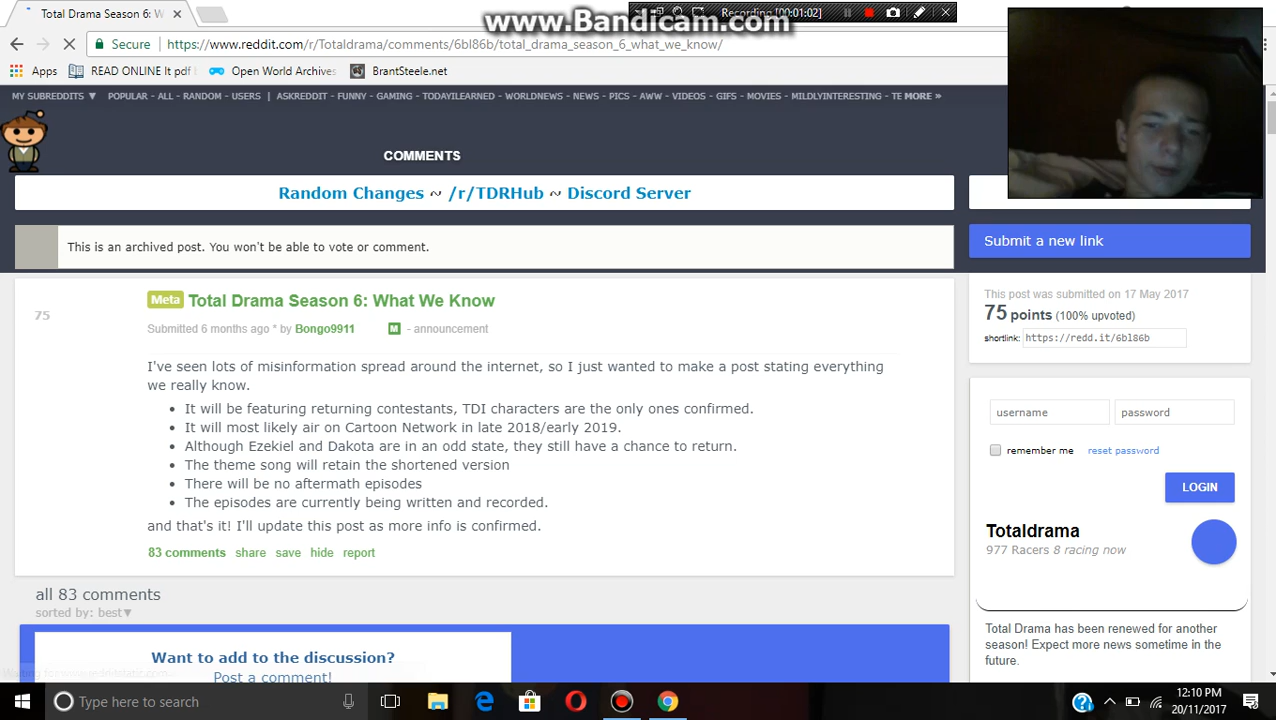 Total Drama Season 6: W
Recording [00:01:02]
www.Bandicam.com
Secure
https://www.reddit.com/r/Totaldrama/comments/6bl86b/total_drama_season_6_what_we_know/
Apps
READ ONLINE It pdf
Open World Archives
BrantSteele.net
MY SUBREDDITS ▼ POPULAR - ALL - RANDOM - USERS | ASKREDDIT - FUNNY - GAMING - TODAYILEARNED - WORLDNEWS - NEWS - PICS - AWW - VIDEOS - GIFS - MOVIES - MILDLYINTERESTING - TE MORE »
COMMENTS
Random Changes ~ /r/TDRHub ~ Discord Server
This is an archived post. You won't be able to vote or comment.
75
Meta Total Drama Season 6: What We Know
Submitted 6 months ago * by Bongo9911 M - announcement
I've seen lots of misinformation spread around the internet, so I just wanted to make a post stating everything
we really know.
• It will be featuring returning contestants, TDI characters are the only ones confirmed.
• It will most likely air on Cartoon Network in late 2018/early 2019.
• Although Ezekiel and Dakota are in an odd state, they still have a chance to return.
• The theme song will retain the shortened version
• There will be no aftermath episodes
• The episodes are currently being written and recorded.
and that's it! I'll update this post as more info is confirmed.
83 comments share save hide report
all 83 comments
sorted by: best▼
Want to add to the discussion?
Post a comment!
Submit a new link
This post was submitted on 17 May 2017
75 points (100% upvoted)
shortlink: https://redd.it/6bl86b
username
password
remember me
reset password
LOGIN
Totaldrama
977 Racers 8 racing now
Total Drama has been renewed for another
season! Expect more news sometime in the
future.
Type here to search
12:10 PM
20/11/2017